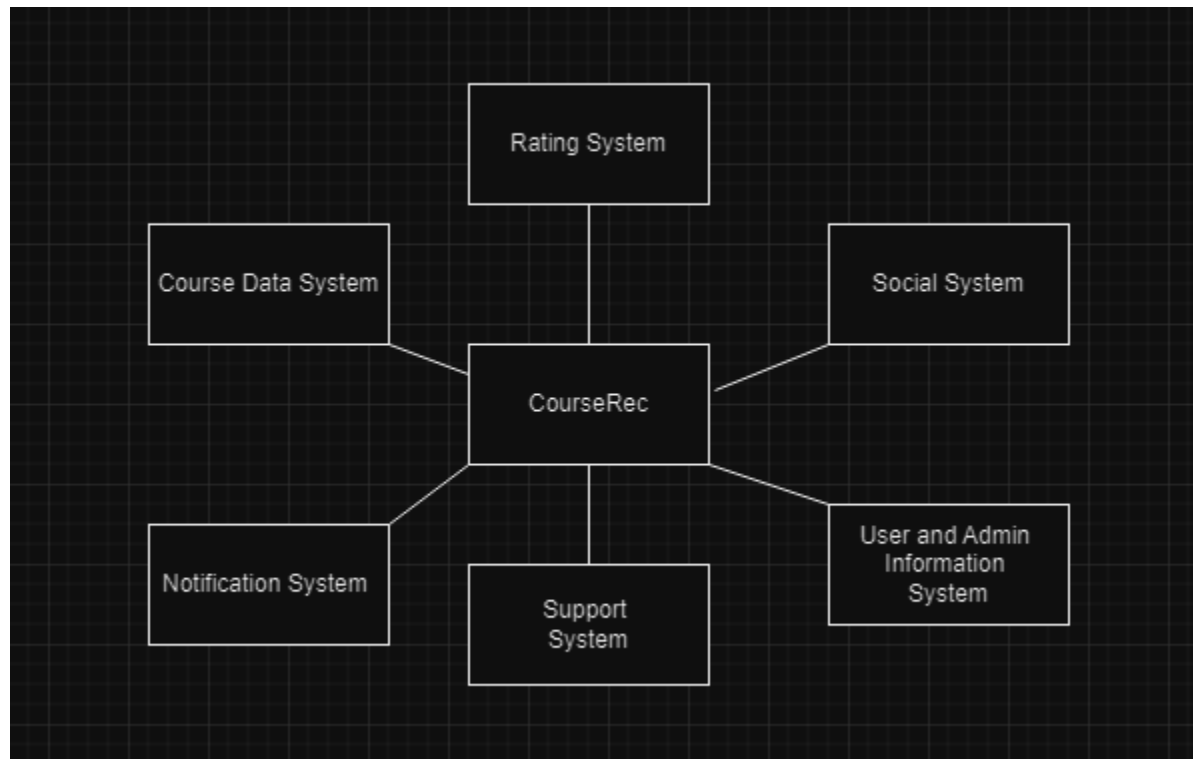 Rating System
Course Data System
Social System
CourseRec
User and Admin
Information
System
Notification System
Support
System